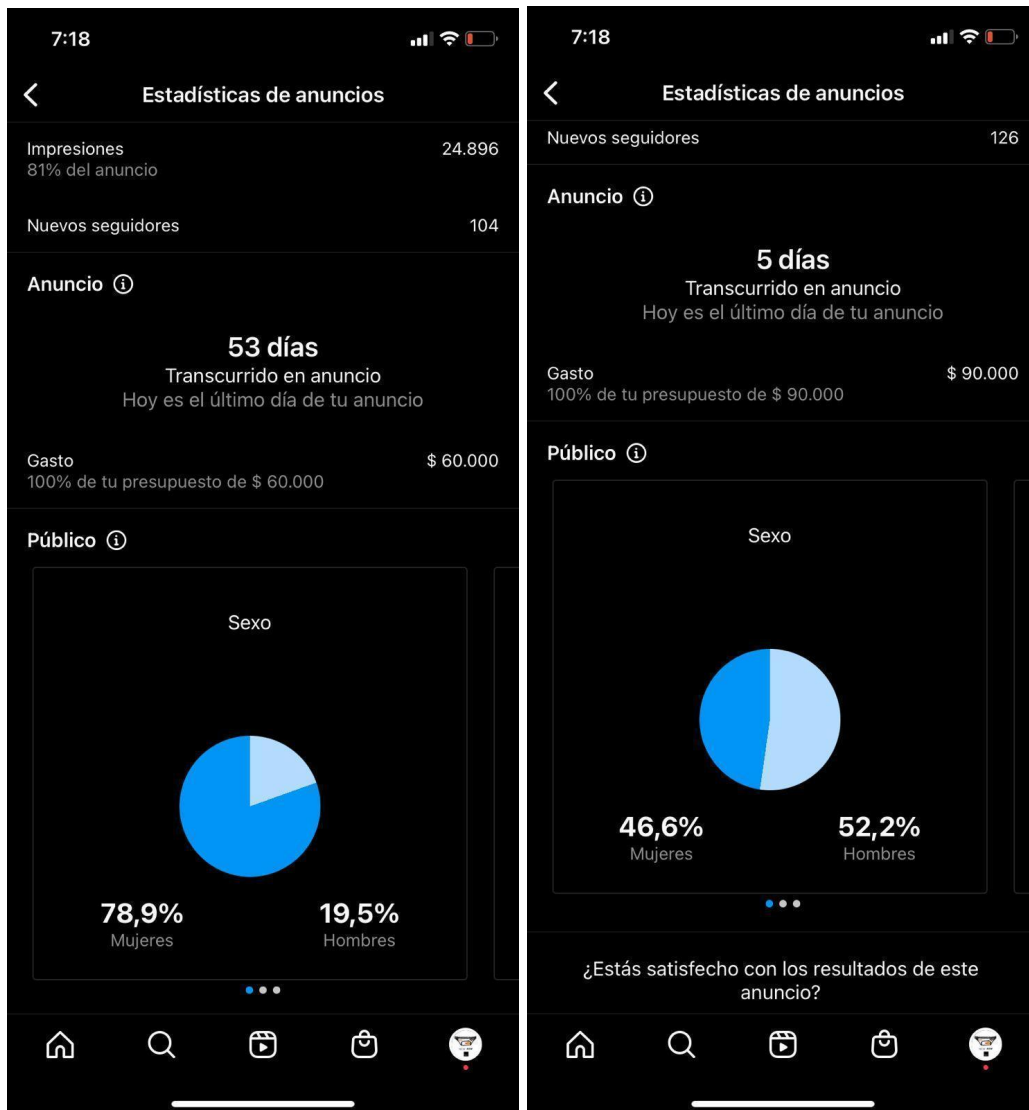 7:18
Estadísticas de anuncios
Impresiones 24.896
81% del anuncio
Nuevos seguidores 104
Anuncio
53 días
Transcurrido en anuncio
Hoy es el último día de tu anuncio
Gasto $ 60.000
100% de tu presupuesto de $ 60.000
Público
Sexo
78,9% 19,5%
Mujeres Hombres
7:18
Estadísticas de anuncios
Nuevos seguidores 126
Anuncio
5 días
Transcurrido en anuncio
Hoy es el último día de tu anuncio
Gasto $ 90.000
100% de tu presupuesto de $ 90.000
Público
Sexo
46,6% 52,2%
Mujeres Hombres
¿Estás satisfecho con los resultados de este
anuncio?